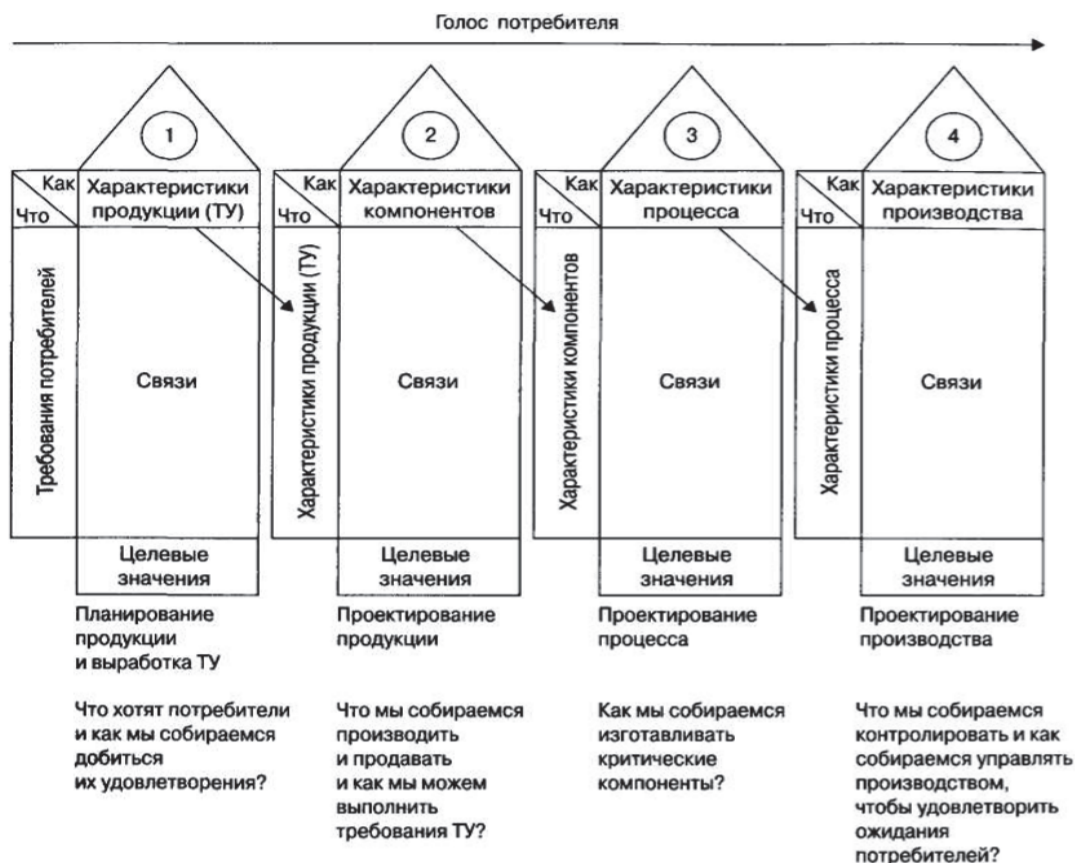 Голос потребителя
1
Как
Что
Характеристики
продукции (ТУ)
Требования потребителей
Связи
Целевые
значения
Планирование
продукции
и выработка ТУ
Что хотят потребители
и как мы собираемся
добиться
их удовлетворения?
2
Как
Что
Характеристики
компонентов
Характеристики продукции (ТУ)
Связи
Целевые
значения
Проектирование
продукции
Что мы собираемся
производить
и продавать
и как мы можем
выполнить
требования ТУ?
3
Как
Что
Характеристики
процесса
Характеристики компонентов
Связи
Целевые
значения
Проектирование
процесса
Как мы собираемся
изготавливать
критические
компоненты?
4
Как
Что
Характеристики
производства
Характеристики процесса
Связи
Целевые
значения
Проектирование
производства
Что мы собираемся
контролировать и как
собираемся управлять
производством,
чтобы удовлетворить
ожидания
потребителей?